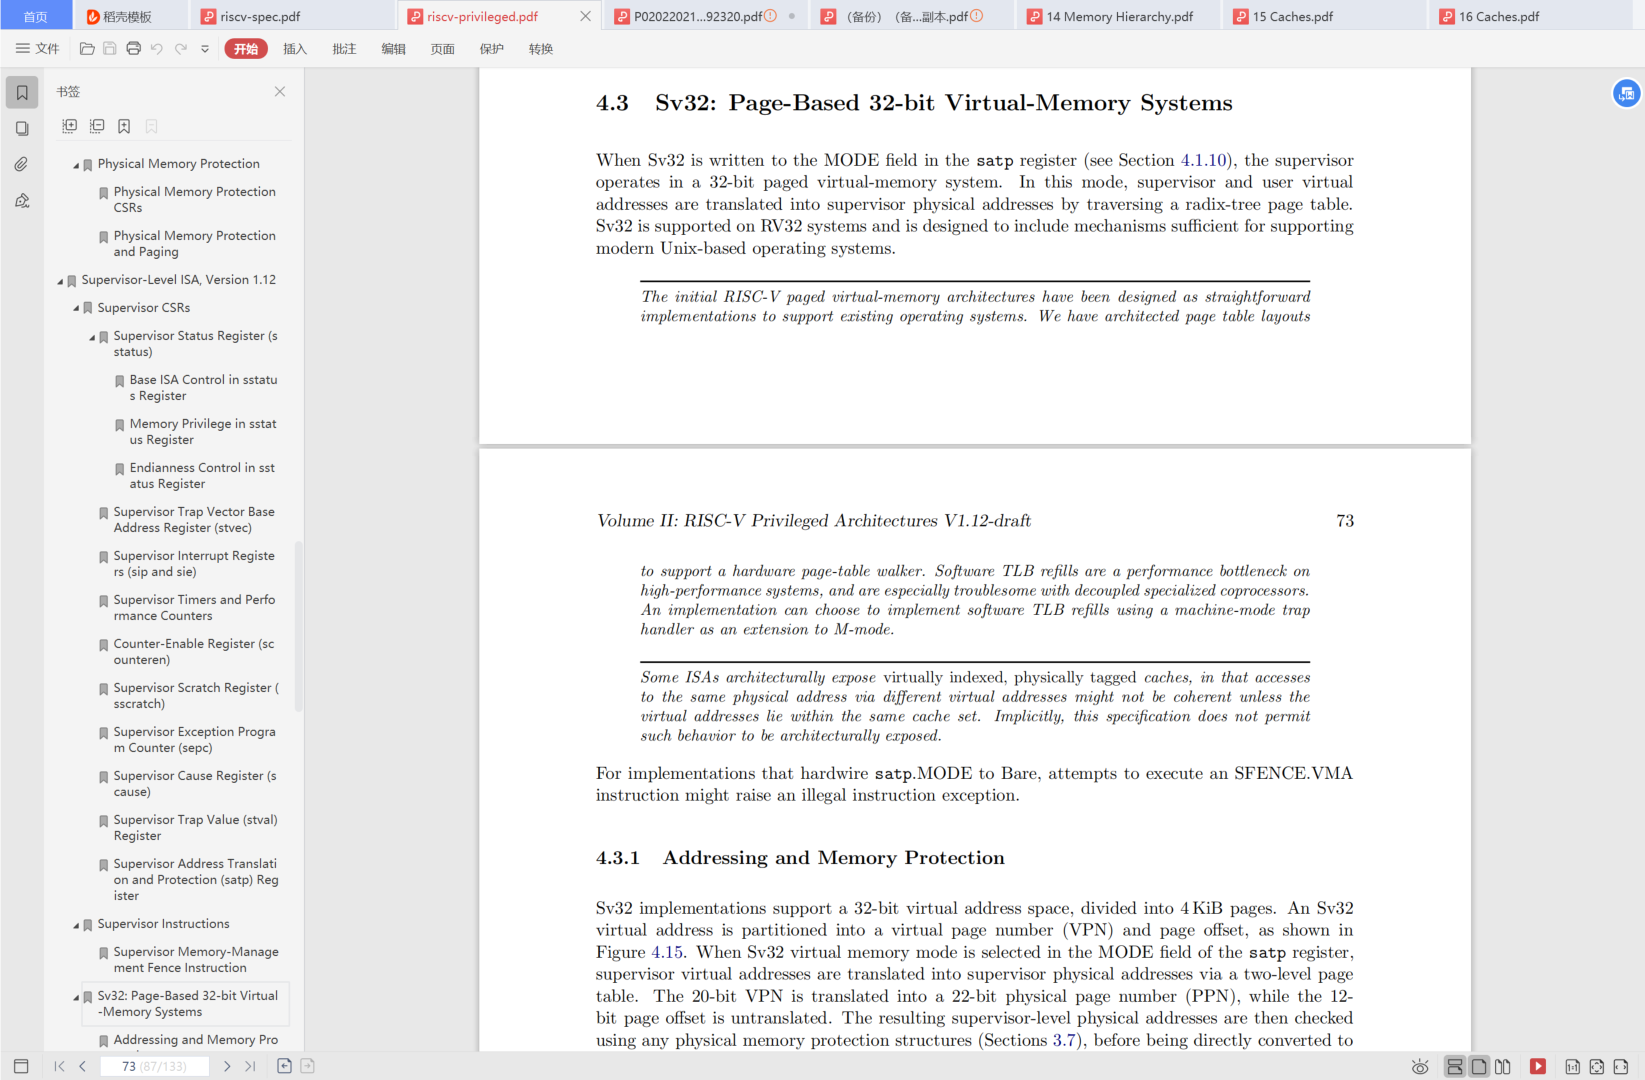 首页
稻壳模板
riscv-spec.pdf
riscv-privileged.pdf
P02022021...92320.pdf
（备份）（备...副本.pdf
14 Memory Hierarchy.pdf
15 Caches.pdf
16 Caches.pdf
文件
开始
插入
批注
编辑
页面
保护
转换
书签
Physical Memory Protection
Physical Memory Protection
CSRs
Physical Memory Protection
and Paging
Supervisor-Level ISA, Version 1.12
Supervisor CSRs
Supervisor Status Register (s
status)
Base ISA Control in sstatu
s Register
Memory Privilege in sstat
us Register
Endianness Control in sst
atus Register
Supervisor Trap Vector Base
Address Register (stvec)
Supervisor Interrupt Registe
rs (sip and sie)
Supervisor Timers and Perfo
rmance Counters
Counter-Enable Register (sc
ounteren)
Supervisor Scratch Register (
sscratch)
Supervisor Exception Progra
m Counter (sepc)
Supervisor Cause Register (s
cause)
Supervisor Trap Value (stval)
Register
Supervisor Address Translati
on and Protection (satp) Reg
ister
Supervisor Instructions
Supervisor Memory-Manage
ment Fence Instruction
Sv32: Page-Based 32-bit Virtual
-Memory Systems
Addressing and Memory Pro
4.3 Sv32: Page-Based 32-bit Virtual-Memory Systems
When Sv32 is written to the MODE field in the satp register (see Section 4.1.10), the supervisor
operates in a 32-bit paged virtual-memory system. In this mode, supervisor and user virtual
addresses are translated into supervisor physical addresses by traversing a radix-tree page table.
Sv32 is supported on RV32 systems and is designed to include mechanisms sufficient for supporting
modern Unix-based operating systems.
The initial RISC-V paged virtual-memory architectures have been designed as straightforward
implementations to support existing operating systems. We have architected page table layouts
Volume II: RISC-V Privileged Architectures V1.12-draft 73
to support a hardware page-table walker. Software TLB refills are a performance bottleneck on
high-performance systems, and are especially troublesome with decoupled specialized coprocessors.
An implementation can choose to implement software TLB refills using a machine-mode trap
handler as an extension to M-mode.
Some ISAs architecturally expose virtually indexed, physically tagged caches, in that accesses
to the same physical address via different virtual addresses might not be coherent unless the
virtual addresses lie within the same cache set. Implicitly, this specification does not permit
such behavior to be architecturally exposed.
For implementations that hardwire satp.MODE to Bare, attempts to execute an SFENCE.VMA
instruction might raise an illegal instruction exception.
4.3.1 Addressing and Memory Protection
Sv32 implementations support a 32-bit virtual address space, divided into 4 KiB pages. An Sv32
virtual address is partitioned into a virtual page number (VPN) and page offset, as shown in
Figure 4.15. When Sv32 virtual memory mode is selected in the MODE field of the satp register,
supervisor virtual addresses are translated into supervisor physical addresses via a two-level page
table. The 20-bit VPN is translated into a 22-bit physical page number (PPN), while the 12-
bit page offset is untranslated. The resulting supervisor-level physical addresses are then checked
using any physical memory protection structures (Sections 3.7), before being directly converted to
73 (87/133)